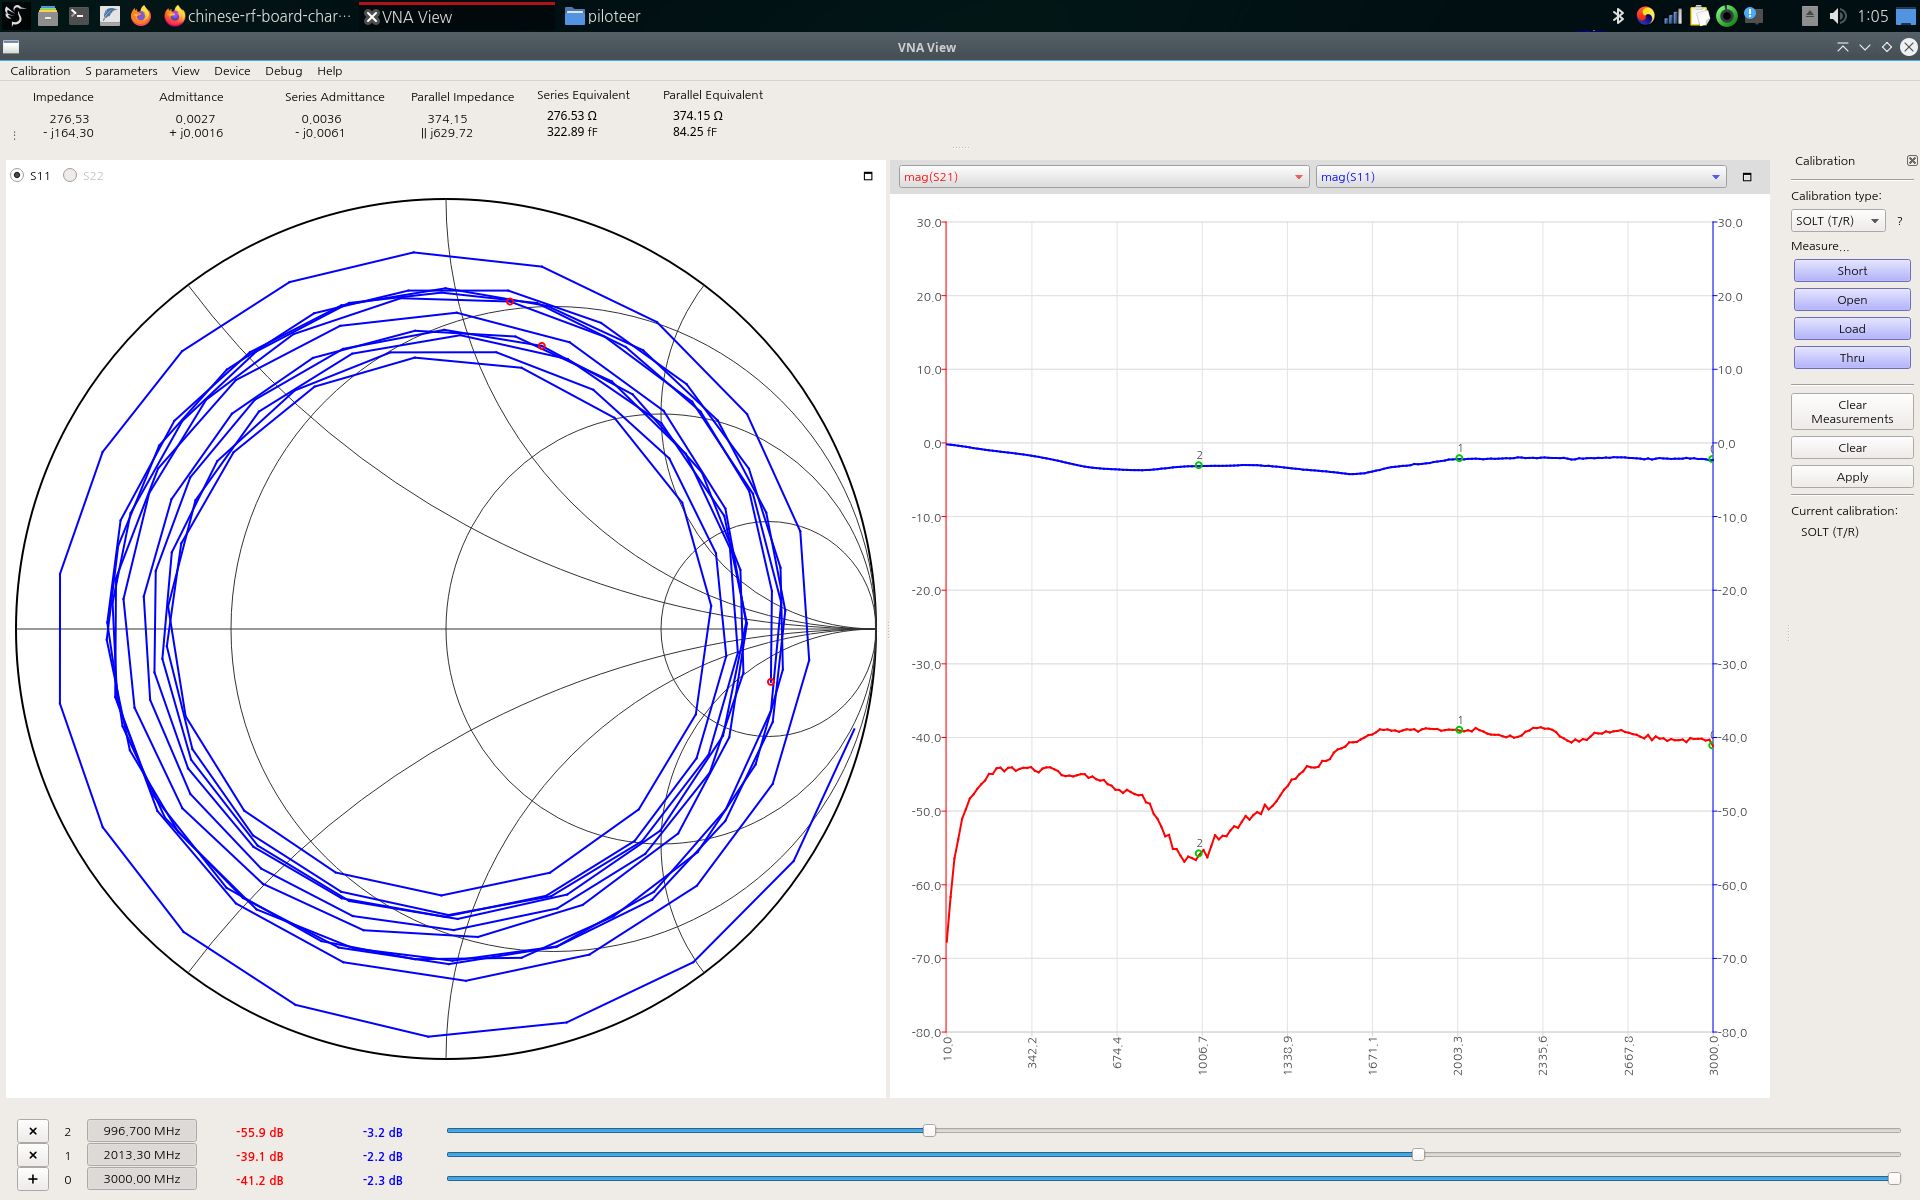 chinese-rf-board-char···
VNA View
piloteer
1:05
VNA View
Calibration S parameters View Device Debug Help
Impedance Admittance Series Admittance Parallel Impedance Series Equivalent Parallel Equivalent
276.53 0.0027 0.0036 374.15 276.53 Ω 374.15 Ω
- j164.30 + j0.0016 - j0.0061 || j629.72 322.89 fF 84.25 fF
S11 S22
mag(S21) mag(S11)
30.0 30.0
20.0 20.0
10.0 10.0
0.0 0.0
-10.0 -10.0
-20.0 -20.0
-30.0 -30.0
-40.0 -40.0
-50.0 -50.0
-60.0 -60.0
-70.0 -70.0
-80.0 -80.0
2 1
1
2
10.0 342.2 674.4 1006.7 1338.9 1671.1 2003.3 2335.6 2667.8 3000.0
Calibration
Calibration type:
SOLT (T/R) ?
Measure...
Short
Open
Load
Thru
Clear
Measurements
Clear
Apply
Current calibration:
SOLT (T/R)
× 2 996.700 MHz -55.9 dB -3.2 dB
× 1 2013.30 MHz -39.1 dB -2.2 dB
+ 0 3000.00 MHz -41.2 dB -2.3 dB